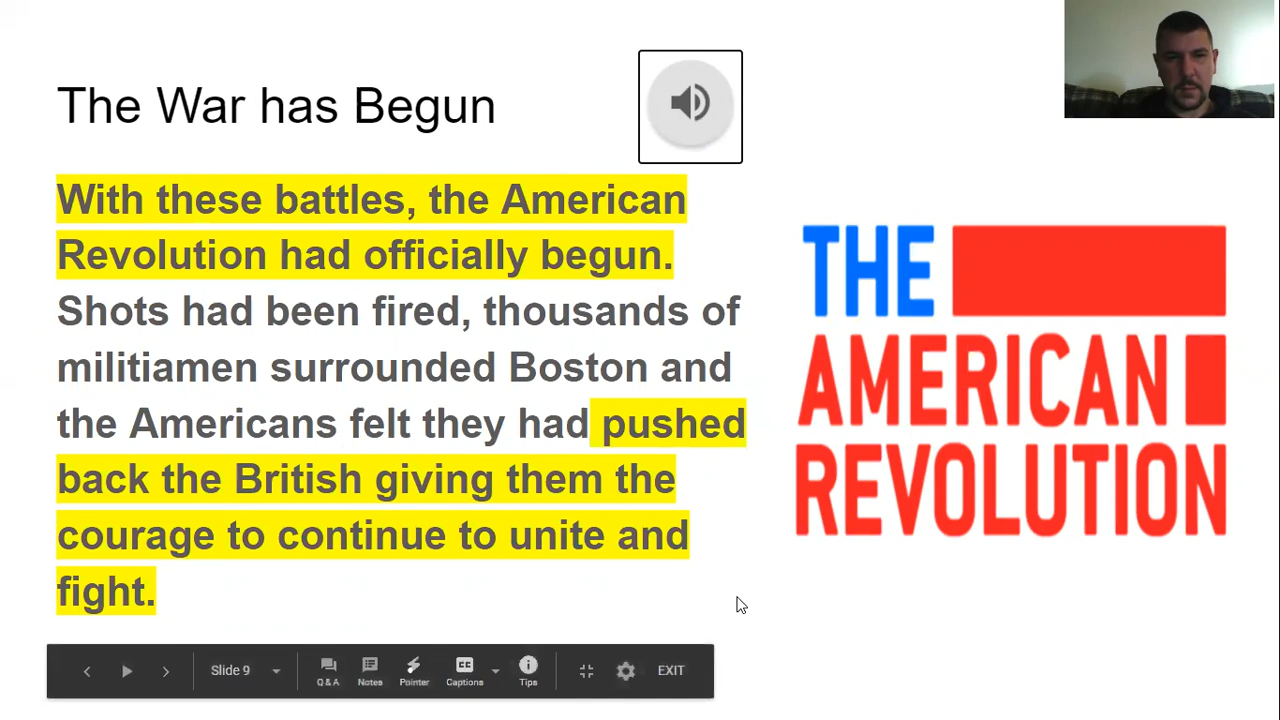 The War has Begun
With these battles, the American
Revolution had officially begun.
Shots had been fired, thousands of
militiamen surrounded Boston and
the Americans felt they had pushed
back the British giving them the
courage to continue to unite and
fight.
THE
AMERICAN
REVOLUTION
Slide 9
Q & A
Notes
Pointer
CC
Captions
Tips
EXIT